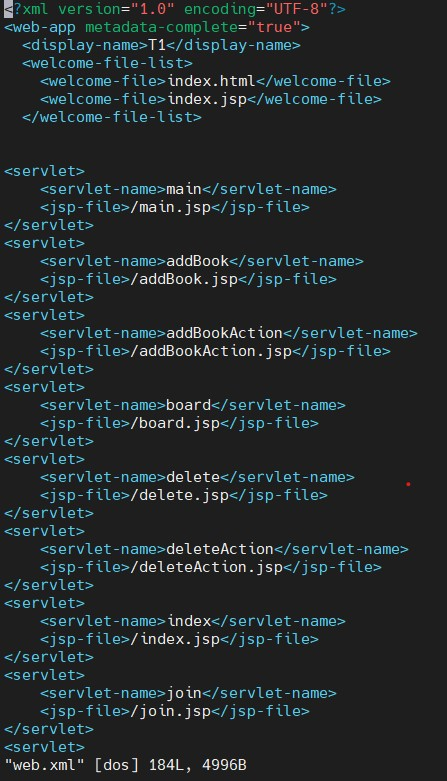 <?xml version="1.0" encoding="UTF-8"?>
<web-app metadata-complete="true">
  <display-name>T1</display-name>
  <welcome-file-list>
    <welcome-file>index.html</welcome-file>
    <welcome-file>index.jsp</welcome-file>
  </welcome-file-list>
<servlet>
    <servlet-name>main</servlet-name>
    <jsp-file>/main.jsp</jsp-file>
</servlet>
<servlet>
    <servlet-name>addBook</servlet-name>
    <jsp-file>/addBook.jsp</jsp-file>
</servlet>
<servlet>
    <servlet-name>addBookAction</servlet-name>
    <jsp-file>/addBookAction.jsp</jsp-file>
</servlet>
<servlet>
    <servlet-name>board</servlet-name>
    <jsp-file>/board.jsp</jsp-file>
</servlet>
<servlet>
    <servlet-name>delete</servlet-name>
    <jsp-file>/delete.jsp</jsp-file>
</servlet>
<servlet>
    <servlet-name>deleteAction</servlet-name>
    <jsp-file>/deleteAction.jsp</jsp-file>
</servlet>
<servlet>
    <servlet-name>index</servlet-name>
    <jsp-file>/index.jsp</jsp-file>
</servlet>
<servlet>
    <servlet-name>join</servlet-name>
    <jsp-file>/join.jsp</jsp-file>
</servlet>
<servlet>
"web.xml" [dos] 184L, 4996B